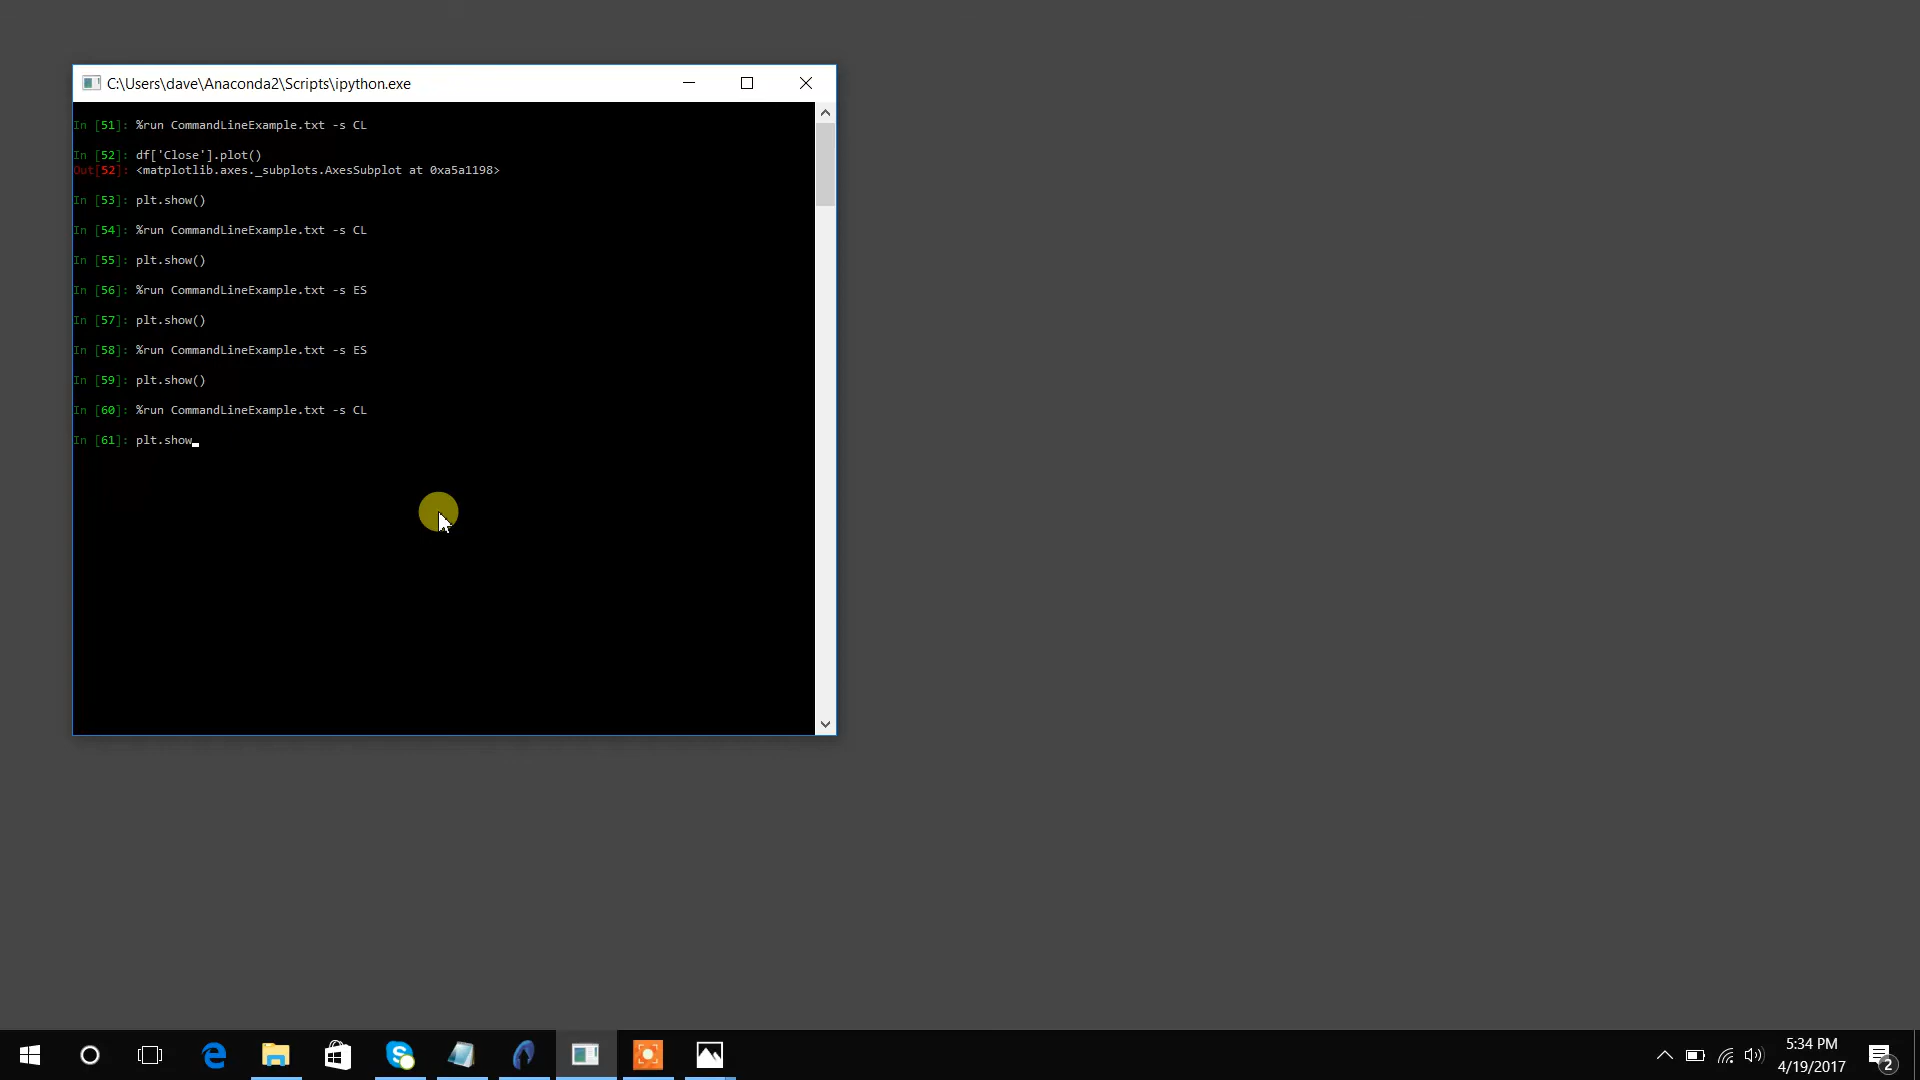 C:\Users\dave\Anaconda2\Scripts\ipython.exe
In [51]: %run CommandLineExample.txt -s CL
In [52]: df['Close'].plot()
Out[52]: <matplotlib.axes._subplots.AxesSubplot at 0xa5a1198>
In [53]: plt.show()
In [54]: %run CommandLineExample.txt -s CL
In [55]: plt.show()
In [56]: %run CommandLineExample.txt -s ES
In [57]: plt.show()
In [58]: %run CommandLineExample.txt -s ES
In [59]: plt.show()
In [60]: %run CommandLineExample.txt -s CL
In [61]: plt.show
5:34 PM
4/19/2017
2